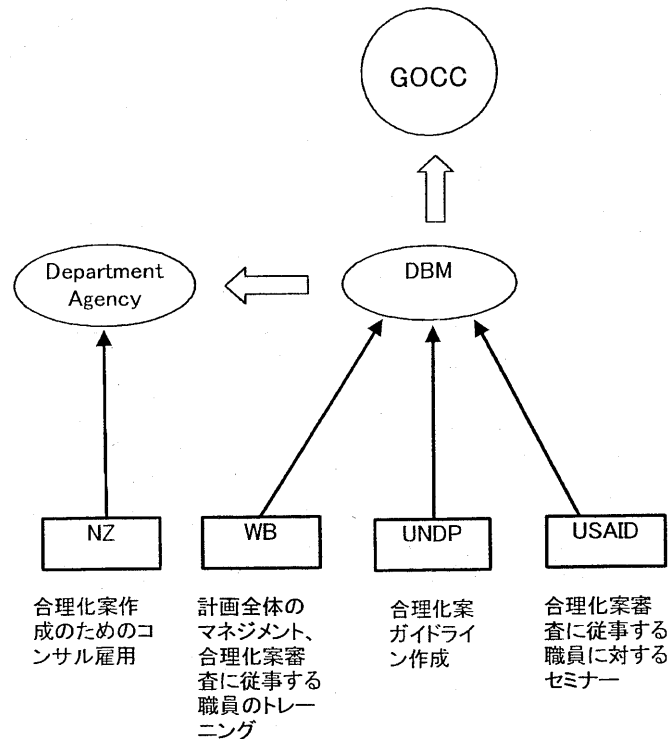 GOCC
Department
Agency
DBM
NZ
WB
UNDP
USAID
合理化案作
成のためのコ
ンサル雇用
計画全体の
マネジメント、
合理化案審
査に従事する
職員のトレー
ニング
合理化案
ガイドライ
ン作成
合理化案審
査に従事する
職員に対する
セミナー